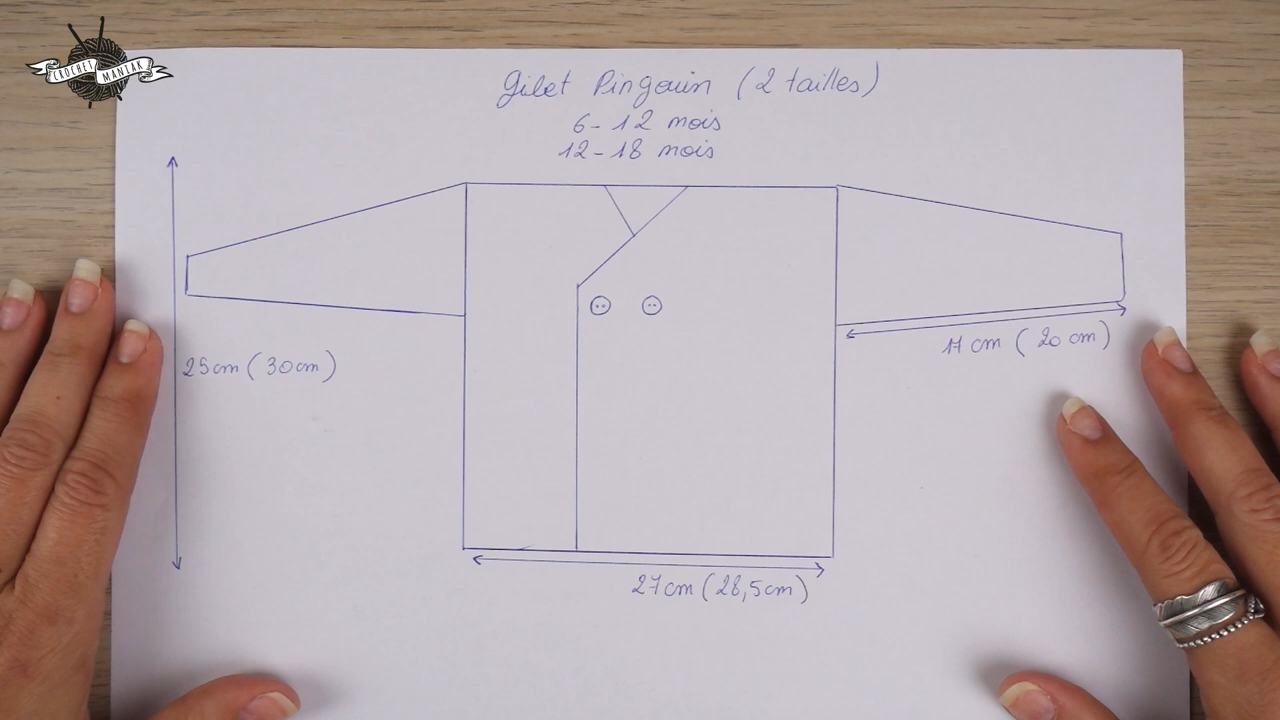 CROCHET MANIAK
Gilet Pingouin (2 tailles)
6-12 mois
12-18 mois
17 cm (20 cm)
25cm (30cm)
27cm (28,5cm)